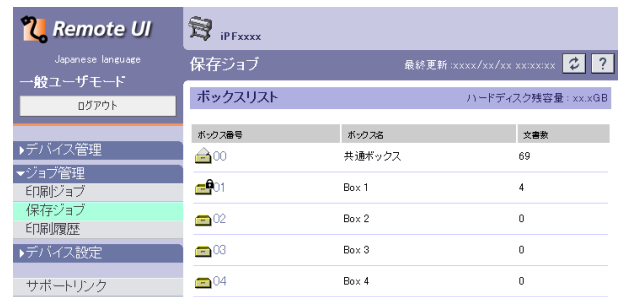 Remote UI
Japanese language
一般ユーザモード
ログアウト
▶デバイス管理
▼ジョブ管理
印刷ジョブ
保存ジョブ
印刷履歴
▶デバイス設定
サポートリンク
iPFxxxx
保存ジョブ 最終更新:xxxx/xx/xx xx:xx:xx ?
ボックスリスト ハードディスク残容量:xx.xGB
ボックス番号 ボックス名 文書数
00 共通ボックス 69
01 Box 1 4
02 Box 2 0
03 Box 3 0
04 Box 4 0